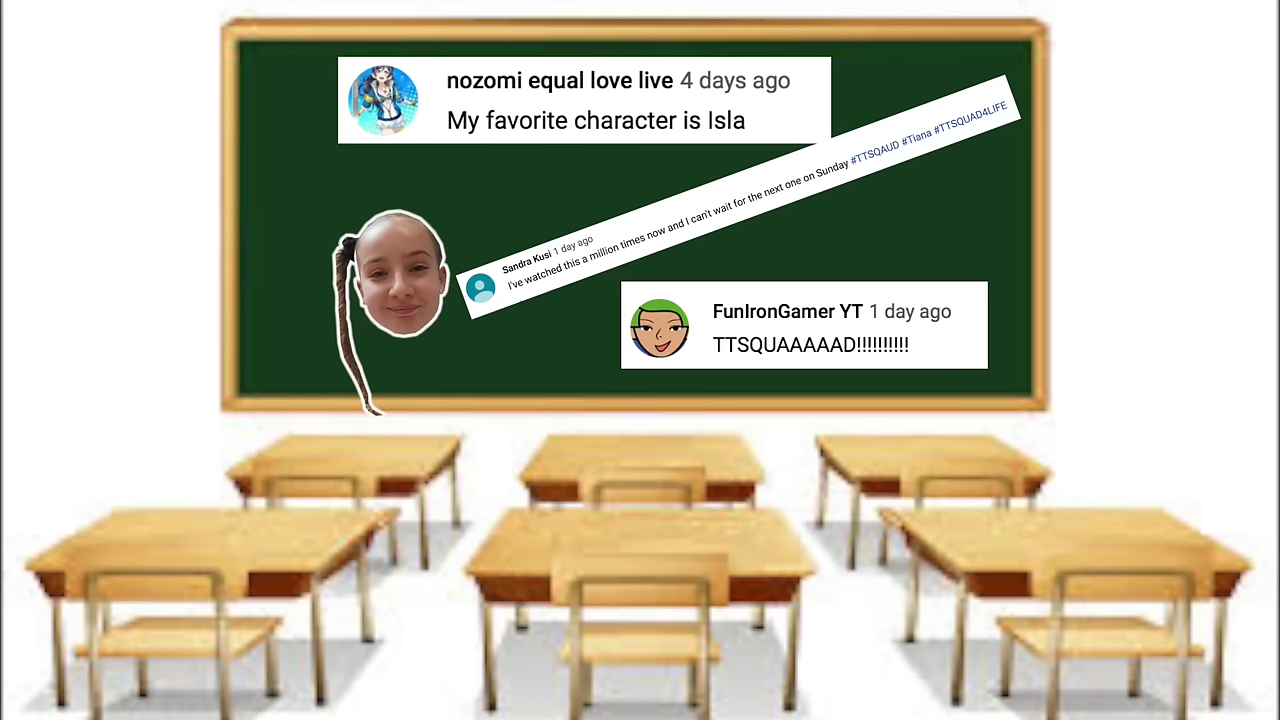 nozomi equal love live 4 days ago
My favorite character is Isla
Sandra Kusi 1 day ago
I've watched this a million times now and I can't wait for the next one on Sunday #TTSQAUD #Tiana #TTSQUAD4LIFE
FunIronGamer YT 1 day ago
TTSQUAAAAAD!!!!!!!!!!